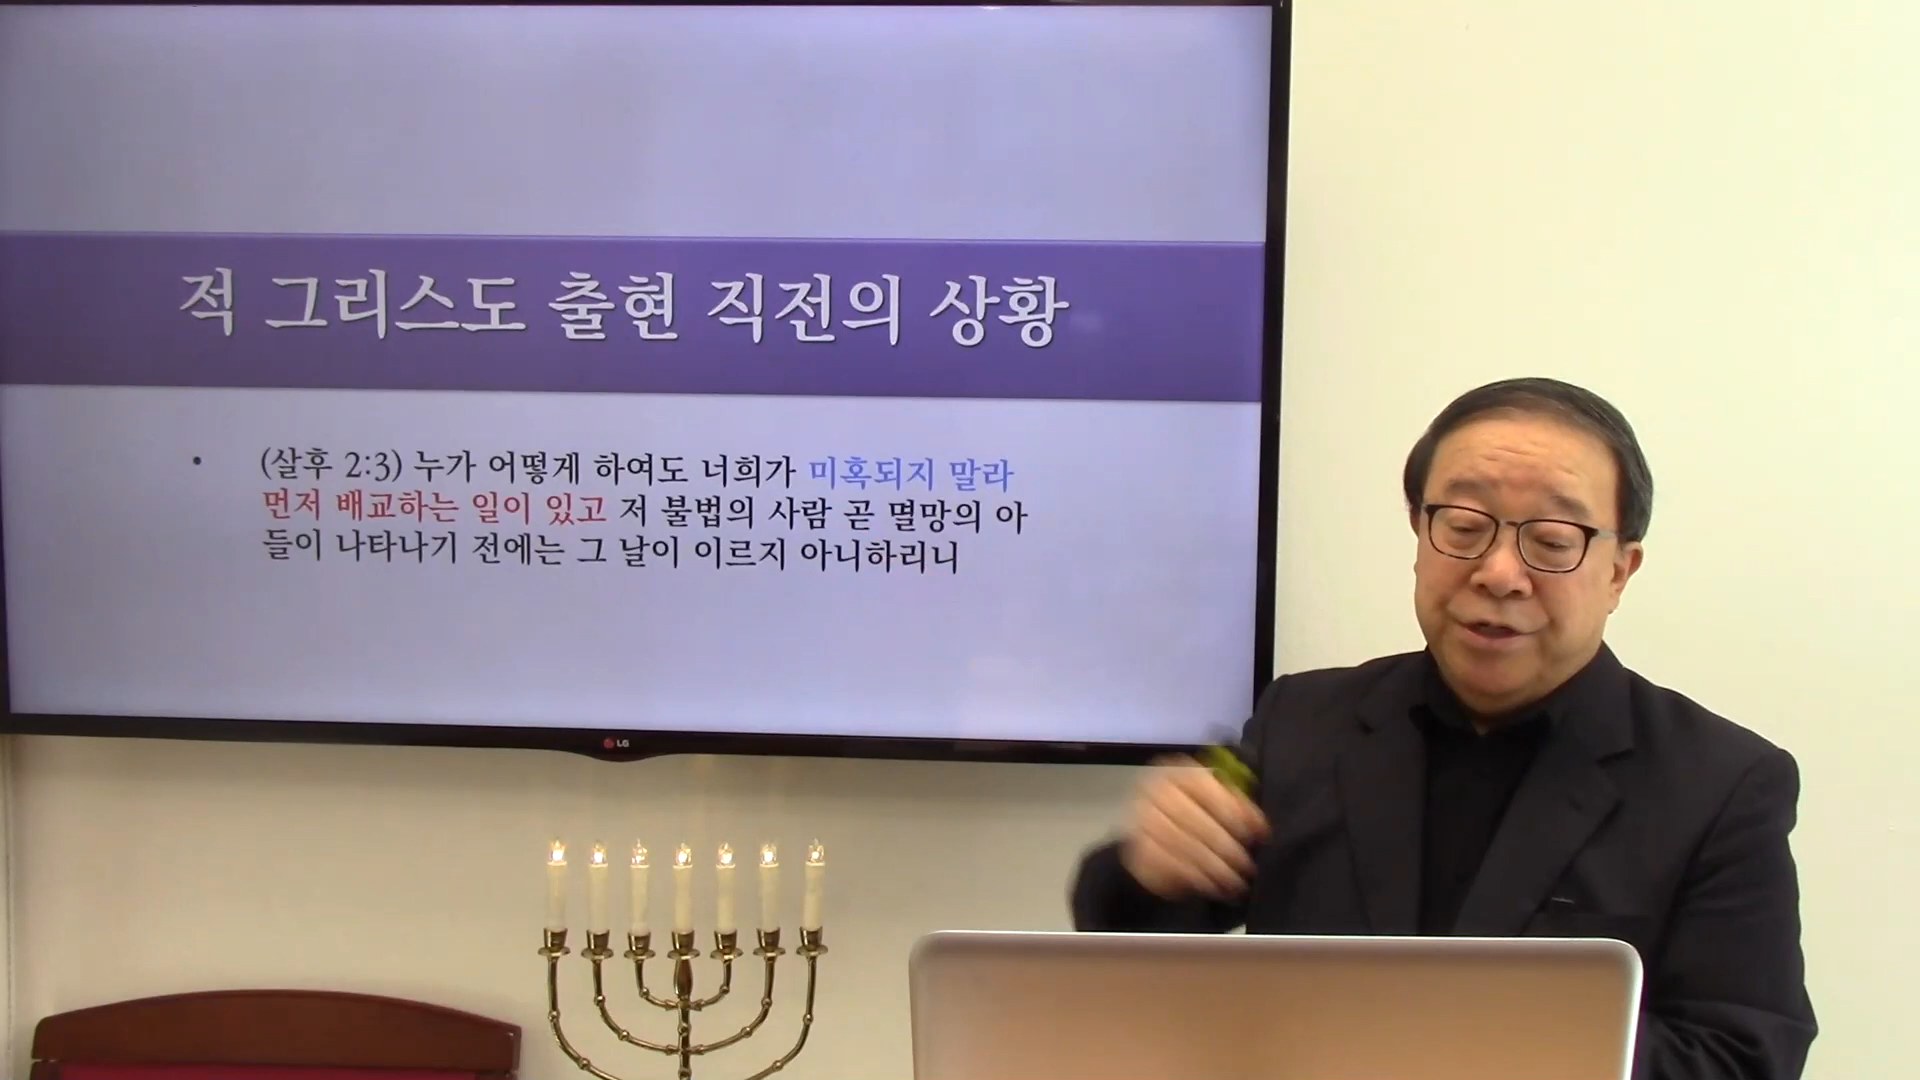 적 그리스도 출현 직전의 상황
• (살후 2:3) 누가 어떻게 하여도 너희가 미혹되지 말라
먼저 배교하는 일이 있고 저 불법의 사람 곧 멸망의 아
들이 나타나기 전에는 그 날이 이르지 아니하리니
LG